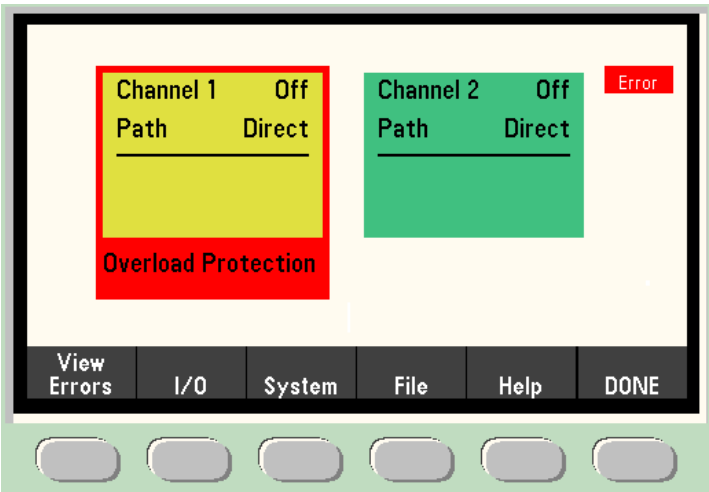 Channel 1 Off
Path Direct
Overload Protection
Channel 2 Off
Path Direct
Error
View
Errors
I/O
System
File
Help
DONE